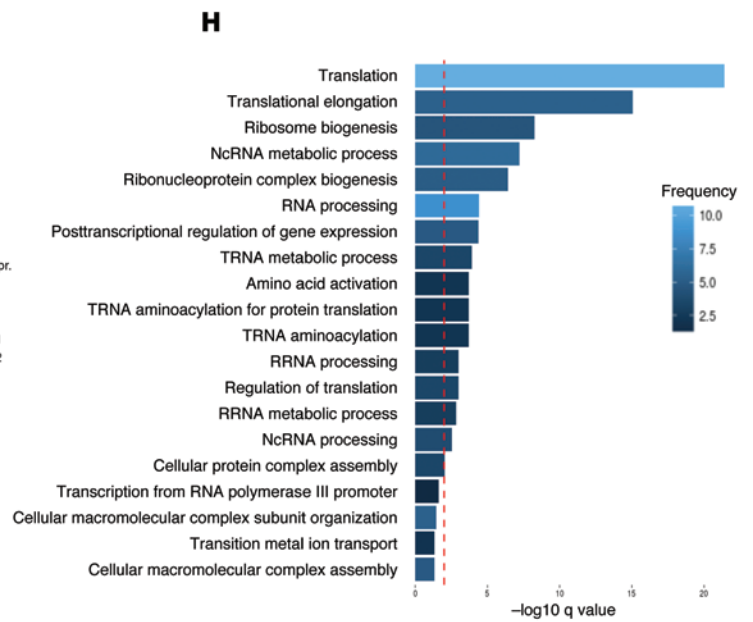 H
Translation
Translational elongation
Ribosome biogenesis
NcRNA metabolic process
Ribonucleoprotein complex biogenesis
RNA processing
Posttranscriptional regulation of gene expression
TRNA metabolic process
Amino acid activation
TRNA aminoacylation for protein translation
TRNA aminoacylation
RRNA processing
Regulation of translation
RRNA metabolic process
NcRNA processing
Cellular protein complex assembly
Transcription from RNA polymerase III promoter
Cellular macromolecular complex subunit organization
Transition metal ion transport
Cellular macromolecular complex assembly
0 5 10 15 20
–log10 q value
Frequency
10.0
7.5
5.0
2.5
or.